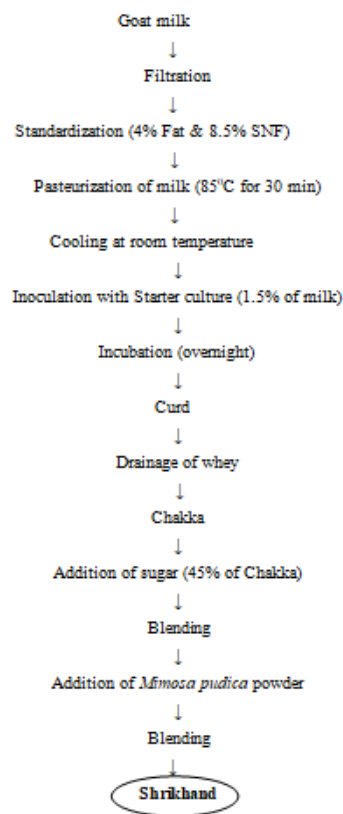 Goat milk
↓
Filtration
↓
Standardization (4% Fat & 8.5% SNF)
↓
Pasteurization of milk (85°C for 30 min)
↓
Cooling at room temperature
↓
Inoculation with Starter culture (1.5% of milk)
↓
Incubation (overnight)
↓
Curd
↓
Drainage of whey
↓
Chakka
↓
Addition of sugar (45% of Chakka)
↓
Blending
↓
Addition of Mimosa pudica powder
↓
Blending
↓
Shrikhand